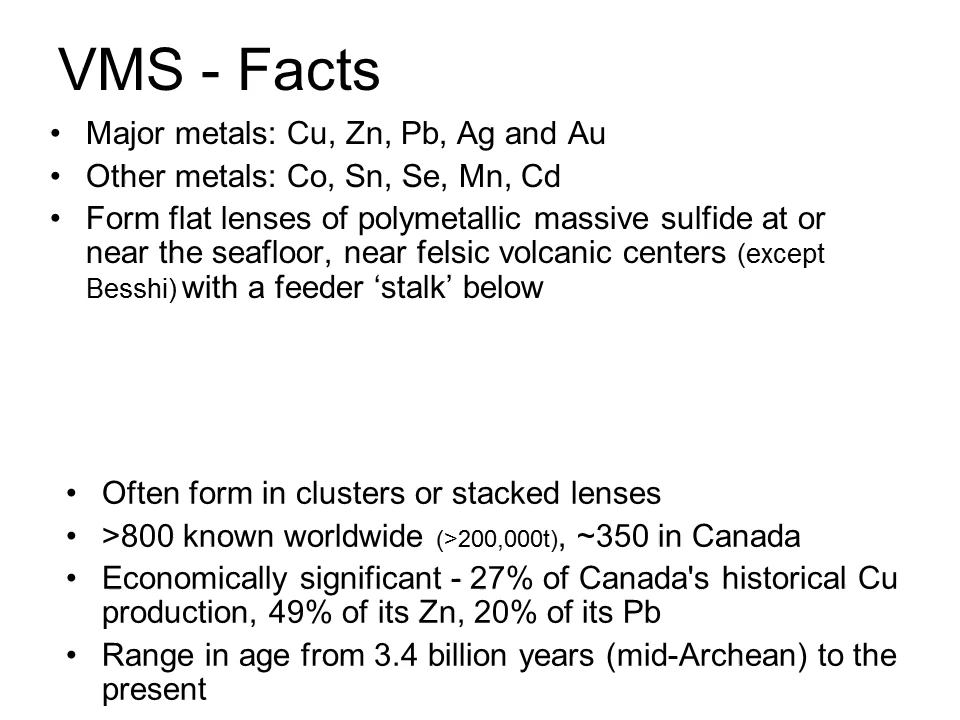 VMS - Facts
• Major metals: Cu, Zn, Pb, Ag and Au
• Other metals: Co, Sn, Se, Mn, Cd
• Form flat lenses of polymetallic massive sulfide at or
near the seafloor, near felsic volcanic centers (except
Besshi) with a feeder ‘stalk’ below
• Often form in clusters or stacked lenses
• >800 known worldwide (>200,000t), ~350 in Canada
• Economically significant - 27% of Canada's historical Cu
production, 49% of its Zn, 20% of its Pb
• Range in age from 3.4 billion years (mid-Archean) to the
present